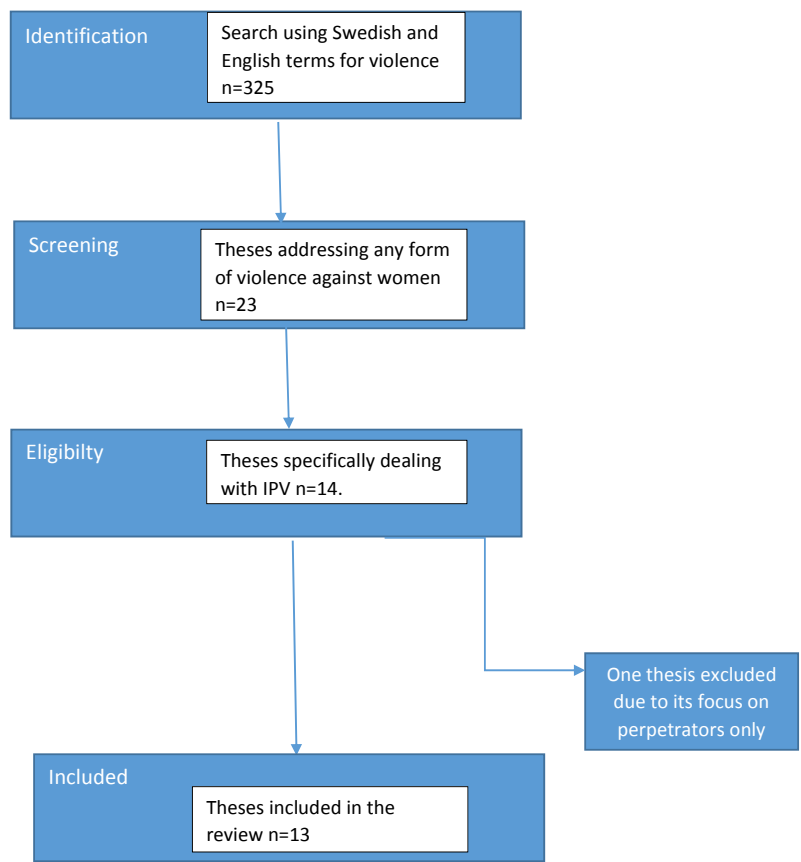 Identification
Search using Swedish and
English terms for violence
n=325
Screening
Theses addressing any form
of violence against women
n=23
Eligibilty
Theses specifically dealing
with IPV n=14.
One thesis excluded
due to its focus on
perpetrators only
Included
Theses included in the
review n=13